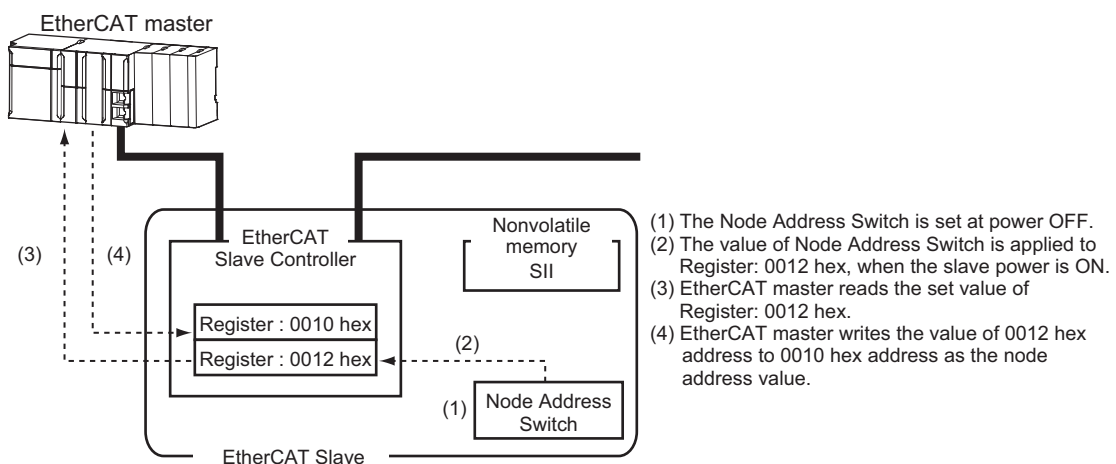 EtherCAT master
(3)
(4)
EtherCAT
Slave Controller
Register : 0010 hex
Register : 0012 hex
Nonvolatile
memory
SII
(2)
(1)
Node Address
Switch
EtherCAT Slave
(1) The Node Address Switch is set at power OFF.
(2) The value of Node Address Switch is applied to
Register: 0012 hex, when the slave power is ON.
(3) EtherCAT master reads the set value of
Register: 0012 hex.
(4) EtherCAT master writes the value of 0012 hex
address to 0010 hex address as the node
address value.